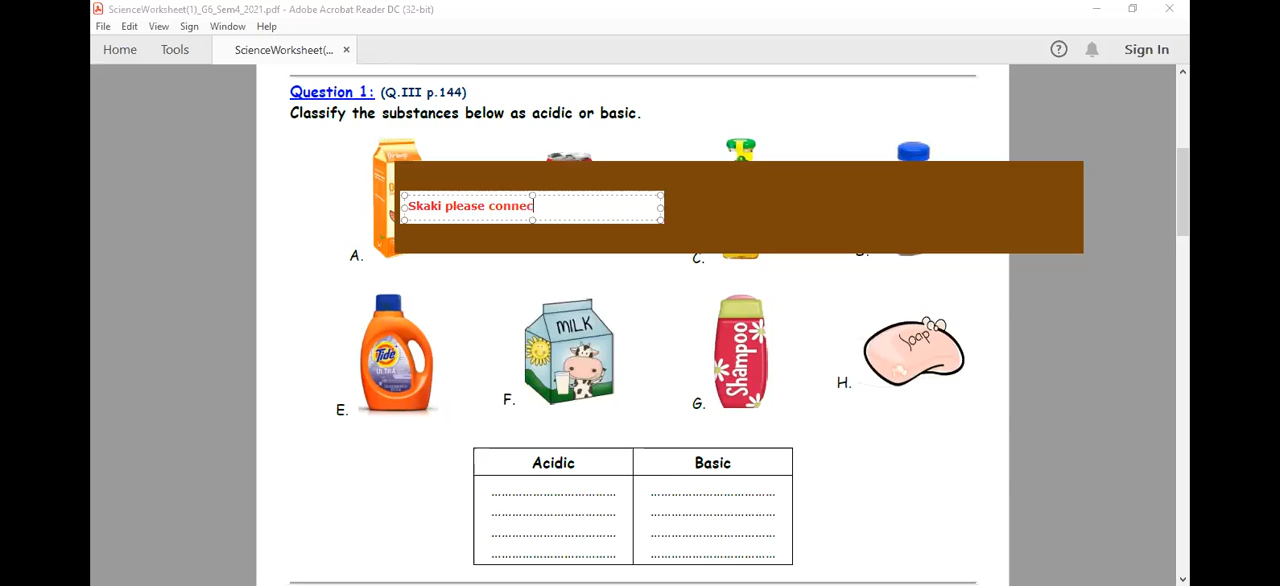 ScienceWorksheet(1)_G6_Sem4_2021.pdf - Adobe Acrobat Reader DC (32-bit)
File Edit View Sign Window Help
Home Tools ScienceWorksheet(... × Sign In
Question 1: (Q.III p.144)
Classify the substances below as acidic or basic.
Skaki please connec
A.
C.
Tide
ULTRA
MILK
Shampoo
Soap
E.
F.
G.
H.
Acidic Basic